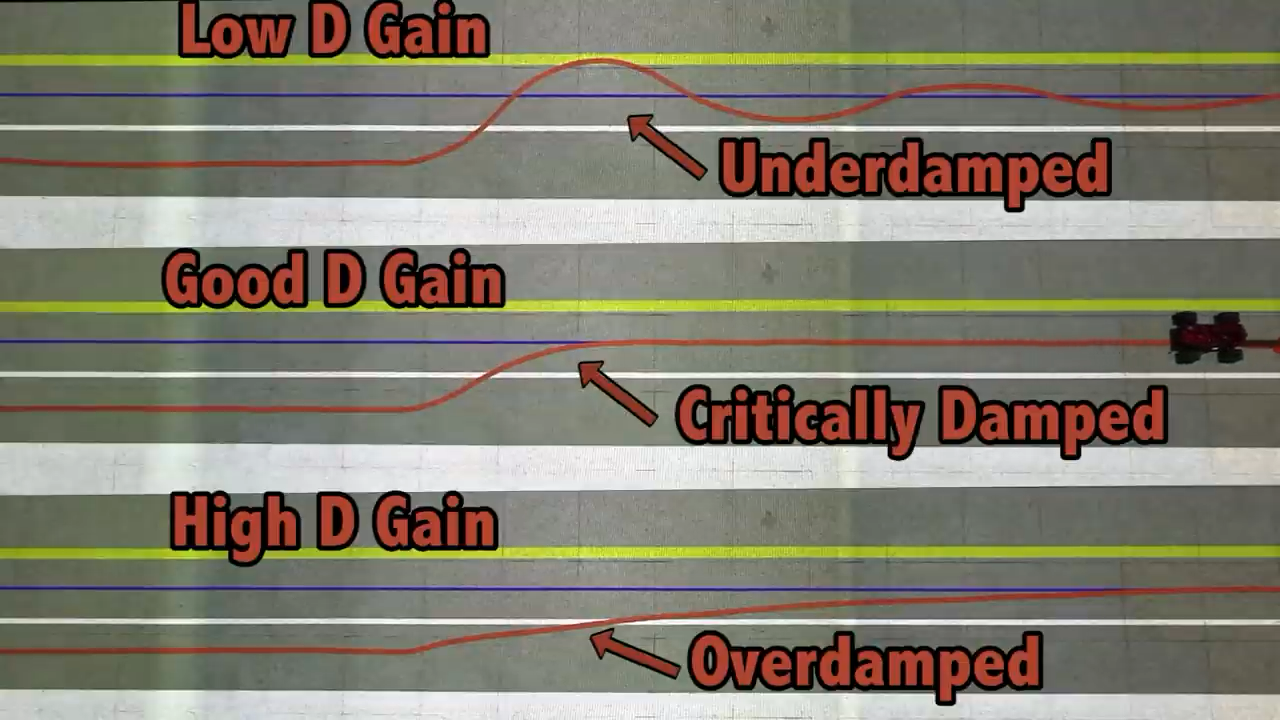 Low D Gain
Underdamped
Good D Gain
Critically Damped
High D Gain
Overdamped